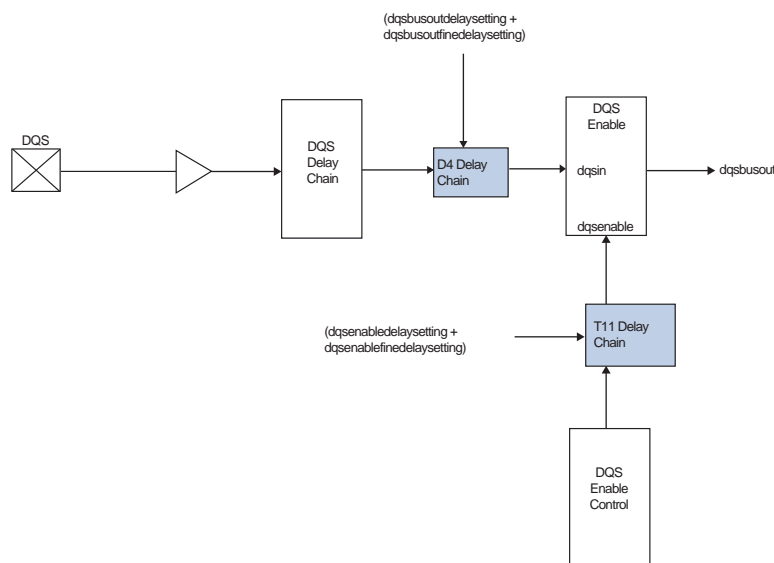 (dqsbusoutdelaysetting +
dqsbusoutfinedelaysetting)
DQS
DQS
Delay
Chain
D4 Delay
Chain
DQS
Enable
dqsin
dqsenable
dqsbusout
(dqsenabledelaysetting +
dqsenablefinedelaysetting)
T11 Delay
Chain
DQS
Enable
Control